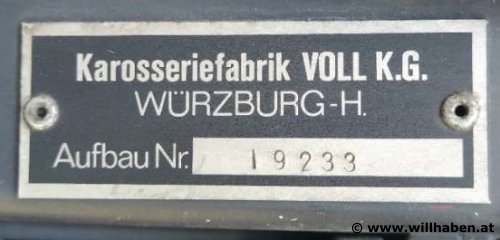 Karosseriefabrik VOLL K.G.
WÜRZBURG-H.
Aufbau Nr. 19233
© www.willhaben.at